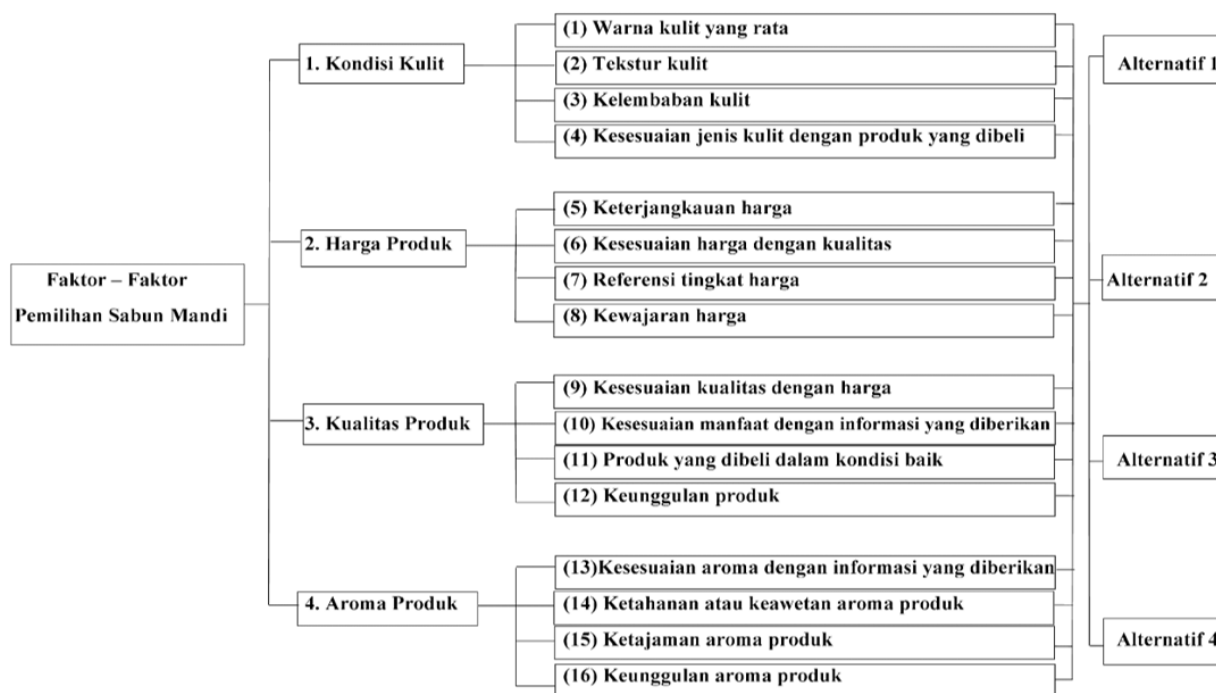 Faktor – Faktor
Pemilihan Sabun Mandi
1. Kondisi Kulit
(1) Warna kulit yang rata
(2) Tekstur kulit
(3) Kelembaban kulit
(4) Kesesuaian jenis kulit dengan produk yang dibeli
2. Harga Produk
(5) Keterjangkauan harga
(6) Kesesuaian harga dengan kualitas
(7) Referensi tingkat harga
(8) Kewajaran harga
3. Kualitas Produk
(9) Kesesuaian kualitas dengan harga
(10) Kesesuaian manfaat dengan informasi yang diberikan
(11) Produk yang dibeli dalam kondisi baik
(12) Keunggulan produk
4. Aroma Produk
(13)Kesesuaian aroma dengan informasi yang diberikan
(14) Ketahanan atau keawetan aroma produk
(15) Ketajaman aroma produk
(16) Keunggulan aroma produk
Alternatif 1
Alternatif 2
Alternatif 3
Alternatif 4